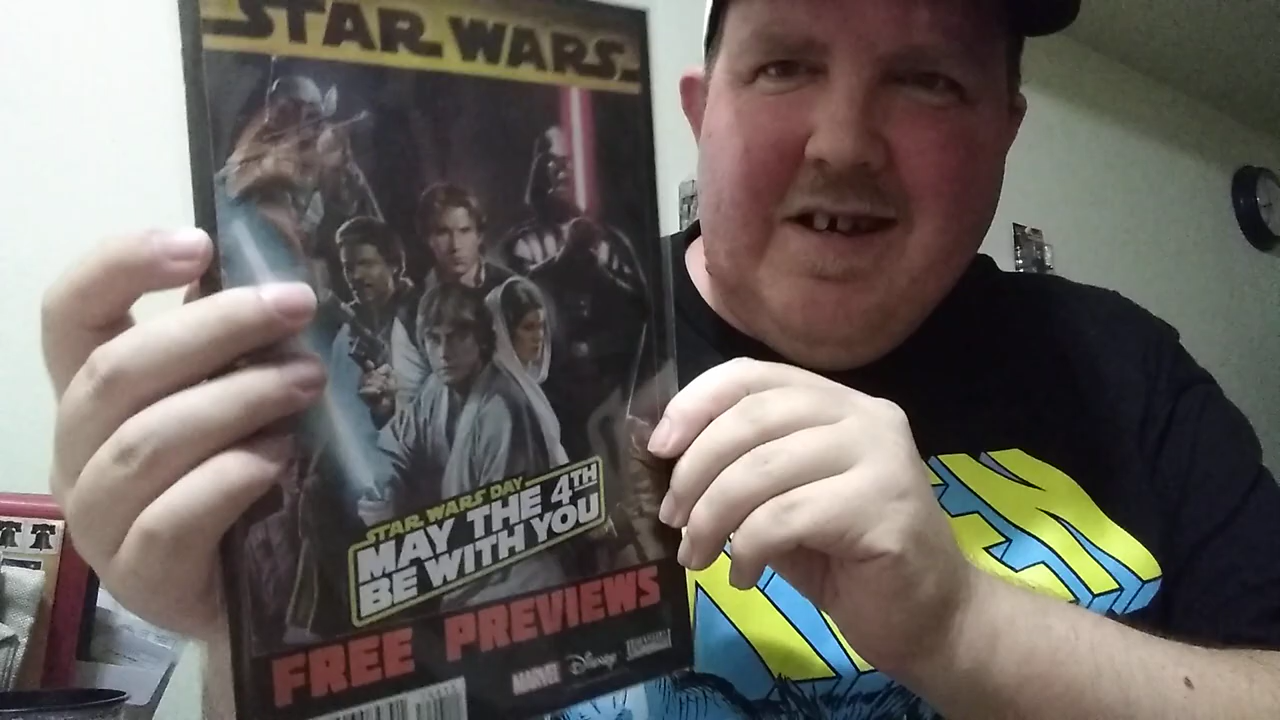 STAR WARS
STAR WARS DAY
MAY THE 4TH
BE WITH YOU
FREE PREVIEWS
MARVEL Disney